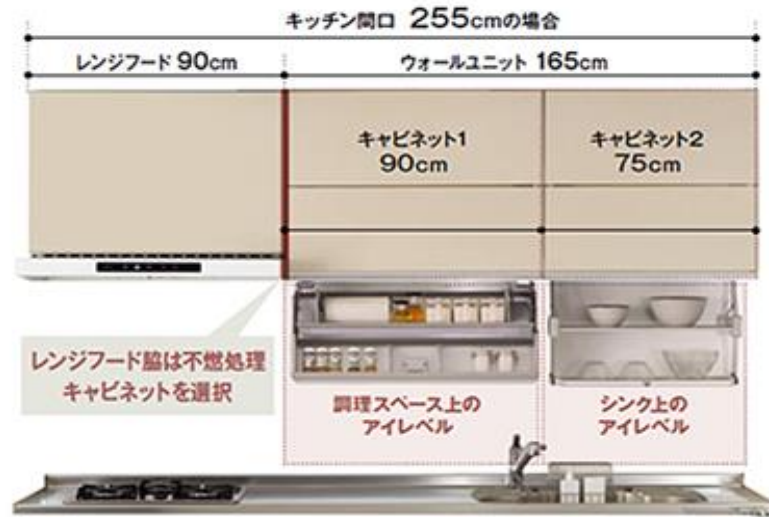 キッチン間口 255cmの場合
レンジフード 90cm
ウォールユニット 165cm
キャビネット1
90cm
キャビネット2
75cm
レンジフード脇は不燃処理
キャビネットを選択
調理スペース上の
アイレベル
シンク上の
アイレベル